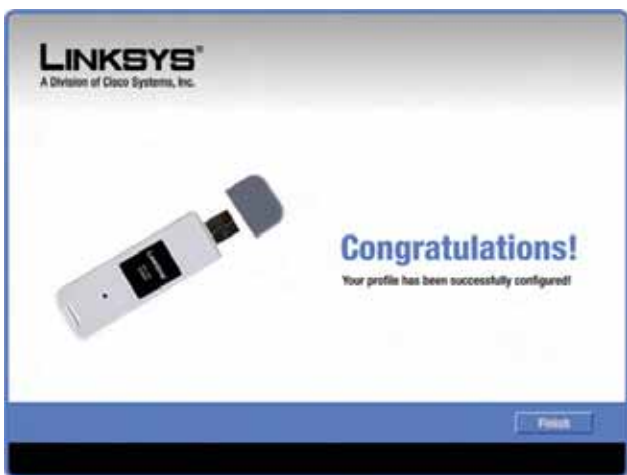 LINKSYS®
A Division of Cisco Systems, Inc.
Congratulations!
Your profile has been successfully configured!
Finish